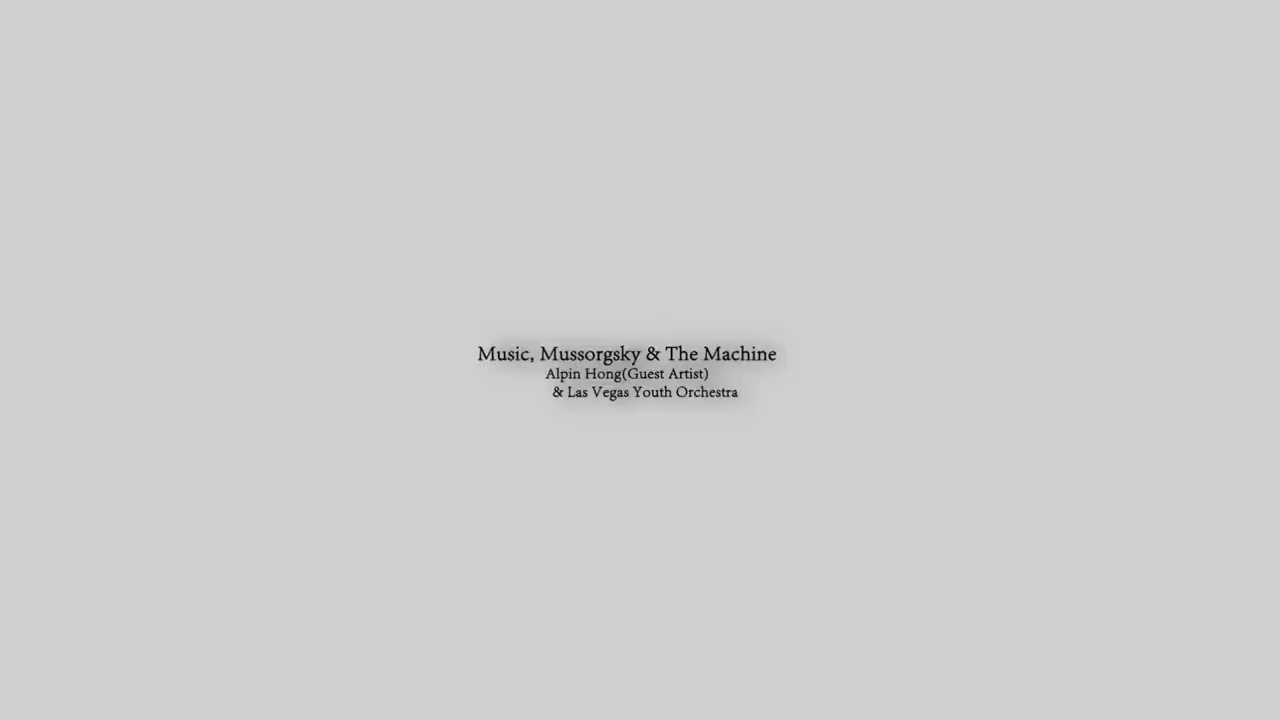 Music, Mussorgsky & The Machine
Alpin Hong(Guest Artist)
& Las Vegas Youth Orchestra